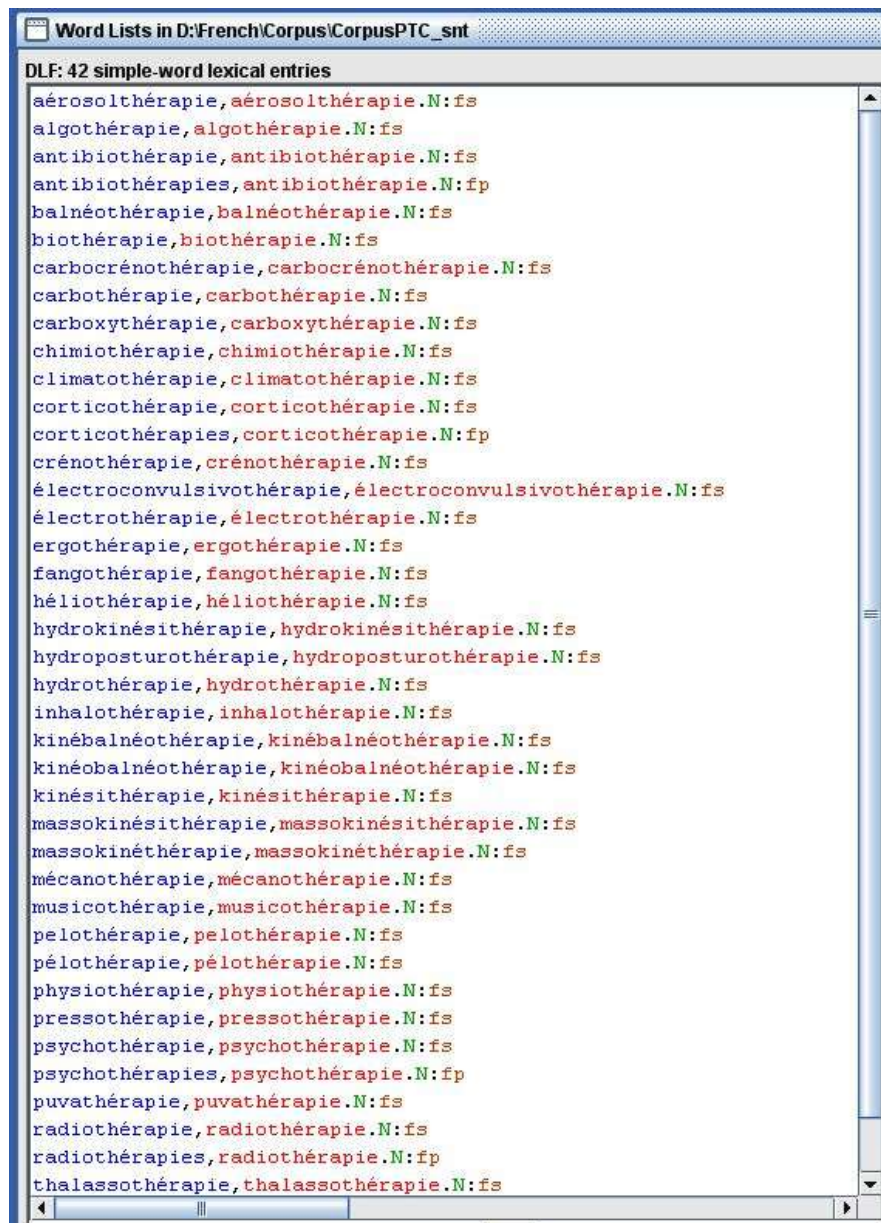 Word Lists in D:\French\Corpus\CorpusPTC_snt
DLF: 42 simple-word lexical entries
aérosolthérapie,aérosolthérapie.N:fs
algothérapie,algothérapie.N:fs
antibiothérapie,antibiothérapie.N:fs
antibiothérapies,antibiothérapie.N:fp
balnéothérapie,balnéothérapie.N:fs
biothérapie,biothérapie.N:fs
carbocrénothérapie,carbocrénothérapie.N:fs
carbothérapie,carbothérapie.N:fs
carboxythérapie,carboxythérapie.N:fs
chimiothérapie,chimiothérapie.N:fs
climatothérapie,climatothérapie.N:fs
corticothérapie,corticothérapie.N:fs
corticothérapies,corticothérapie.N:fp
crénothérapie,crénothérapie.N:fs
électroconvulsivothérapie,électroconvulsivothérapie.N:fs
électrothérapie,électrothérapie.N:fs
ergothérapie,ergothérapie.N:fs
fangothérapie,fangothérapie.N:fs
héliothérapie,héliothérapie.N:fs
hydrokinésithérapie,hydrokinésithérapie.N:fs
hydroposturothérapie,hydroposturothérapie.N:fs
hydrothérapie,hydrothérapie.N:fs
inhalothérapie,inhalothérapie.N:fs
kinébalnéothérapie,kinébalnéothérapie.N:fs
kinéobalnéothérapie,kinéobalnéothérapie.N:fs
kinésithérapie,kinésithérapie.N:fs
massokinésithérapie,massokinésithérapie.N:fs
massokinéthérapie,massokinéthérapie.N:fs
mécanothérapie,mécanothérapie.N:fs
musicothérapie,musicothérapie.N:fs
pelothérapie,pelothérapie.N:fs
pélothérapie,pélothérapie.N:fs
physiothérapie,physiothérapie.N:fs
pressothérapie,pressothérapie.N:fs
psychothérapie,psychothérapie.N:fs
psychothérapies,psychothérapie.N:fp
puvathérapie,puvathérapie.N:fs
radiothérapie,radiothérapie.N:fs
radiothérapies,radiothérapie.N:fp
thalassothérapie,thalassothérapie.N:fs